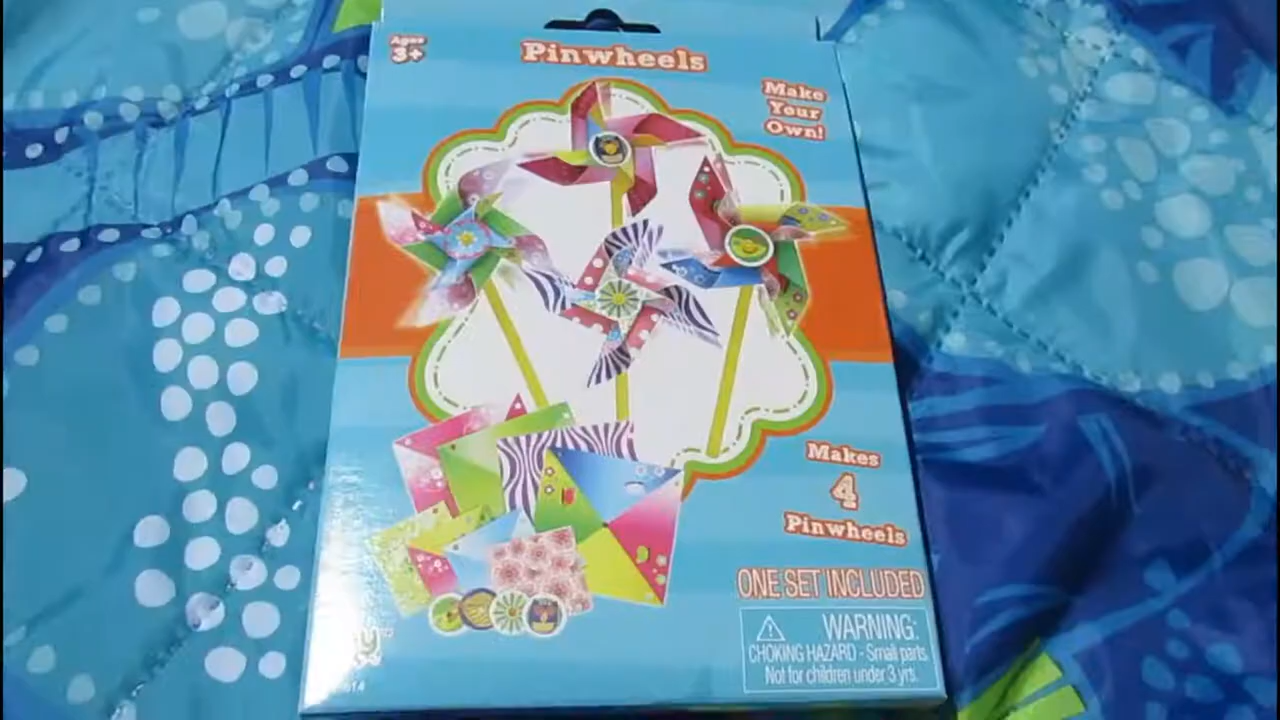 Ages
3+
Pinwheels
Make
Your
Own!
Makes
4
Pinwheels
ONE SET INCLUDED
WARNING:
CHOKING HAZARD - Small parts.
Not for children under 3 yrs.